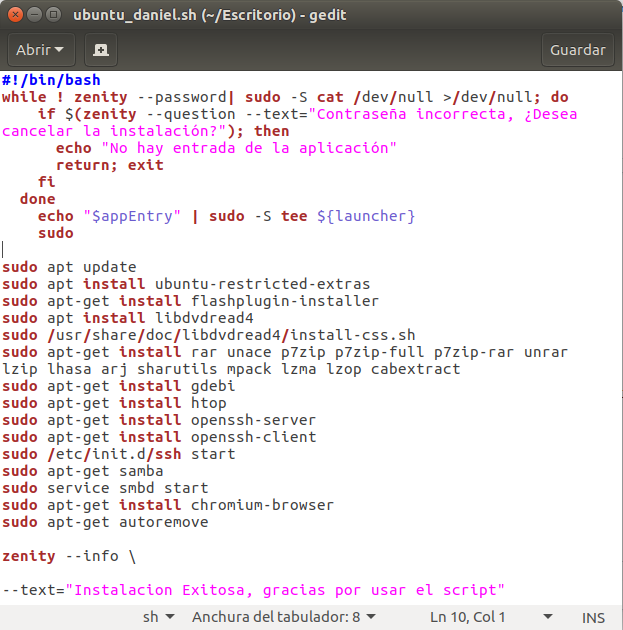 ubuntu_daniel.sh (~/Escritorio) - gedit
Abrir
Guardar
#!/bin/bash
while ! zenity --password| sudo -S cat /dev/null >/dev/null; do
if $(zenity --question --text="Contraseña incorrecta, ¿Desea
cancelar la instalación?"); then
echo "No hay entrada de la aplicación"
return; exit
fi
done
echo "$appEntry" | sudo -S tee ${launcher}
sudo
sudo apt update
sudo apt install ubuntu-restricted-extras
sudo apt-get install flashplugin-installer
sudo apt install libdvdread4
sudo /usr/share/doc/libdvdread4/install-css.sh
sudo apt-get install rar unace p7zip p7zip-full p7zip-rar unrar
lzip lhasa arj sharutils mpack lzma lzop cabextract
sudo apt-get install gdebi
sudo apt-get install htop
sudo apt-get install openssh-server
sudo apt-get install openssh-client
sudo /etc/init.d/ssh start
sudo apt-get samba
sudo service smbd start
sudo apt-get install chromium-browser
sudo apt-get autoremove
zenity --info \
--text="Instalacion Exitosa, gracias por usar el script"
sh Anchura del tabulador: 8 Ln 10, Col 1 INS